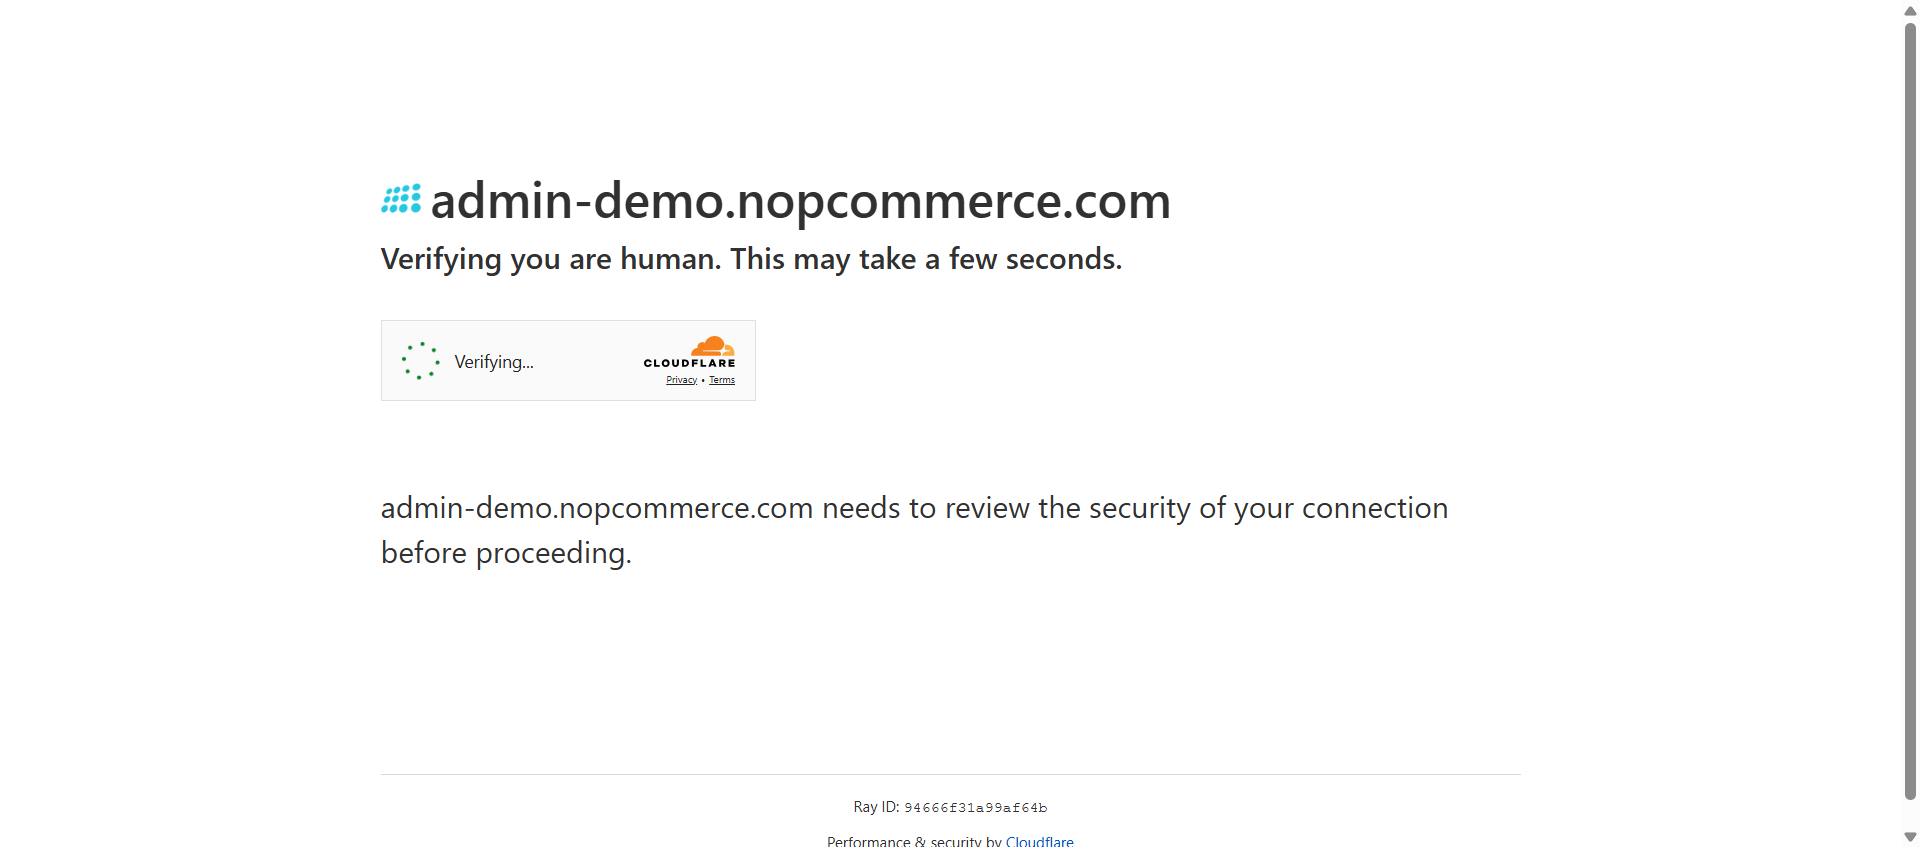 admin-demo.nopcommerce.com
Verifying you are human. This may take a few seconds.
Verifying...
CLOUDFLARE
Privacy • Terms
admin-demo.nopcommerce.com needs to review the security of your connection
before proceeding.
Ray ID: 94666f31a99af64b
Performance & security by Cloudflare